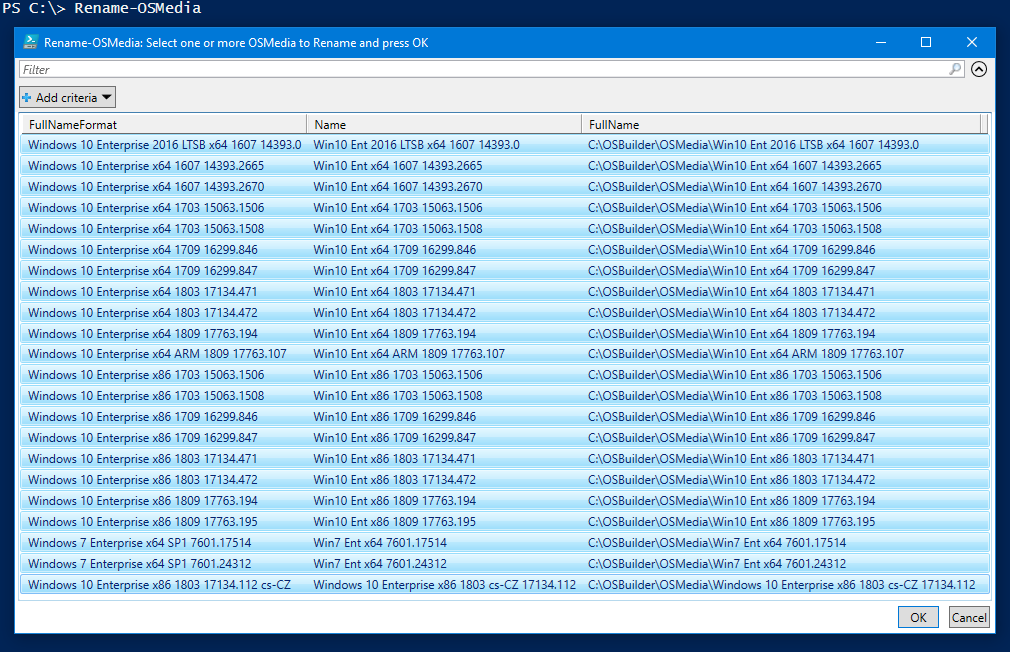 PS C:\> Rename-OSMedia
Rename-OSMedia: Select one or more OSMedia to Rename and press OK
Filter
Add criteria
FullNameFormat Name FullName
Windows 10 Enterprise 2016 LTSB x64 1607 14393.0 Win10 Ent 2016 LTSB x64 1607 14393.0 C:\OSBuilder\OSMedia\Win10 Ent 2016 LTSB x64 1607 14393.0
Windows 10 Enterprise x64 1607 14393.2665 Win10 Ent x64 1607 14393.2665 C:\OSBuilder\OSMedia\Win10 Ent x64 1607 14393.2665
Windows 10 Enterprise x64 1607 14393.2670 Win10 Ent x64 1607 14393.2670 C:\OSBuilder\OSMedia\Win10 Ent x64 1607 14393.2670
Windows 10 Enterprise x64 1703 15063.1506 Win10 Ent x64 1703 15063.1506 C:\OSBuilder\OSMedia\Win10 Ent x64 1703 15063.1506
Windows 10 Enterprise x64 1703 15063.1508 Win10 Ent x64 1703 15063.1508 C:\OSBuilder\OSMedia\Win10 Ent x64 1703 15063.1508
Windows 10 Enterprise x64 1709 16299.846 Win10 Ent x64 1709 16299.846 C:\OSBuilder\OSMedia\Win10 Ent x64 1709 16299.846
Windows 10 Enterprise x64 1709 16299.847 Win10 Ent x64 1709 16299.847 C:\OSBuilder\OSMedia\Win10 Ent x64 1709 16299.847
Windows 10 Enterprise x64 1803 17134.471 Win10 Ent x64 1803 17134.471 C:\OSBuilder\OSMedia\Win10 Ent x64 1803 17134.471
Windows 10 Enterprise x64 1803 17134.472 Win10 Ent x64 1803 17134.472 C:\OSBuilder\OSMedia\Win10 Ent x64 1803 17134.472
Windows 10 Enterprise x64 1809 17763.194 Win10 Ent x64 1809 17763.194 C:\OSBuilder\OSMedia\Win10 Ent x64 1809 17763.194
Windows 10 Enterprise x64 ARM 1809 17763.107 Win10 Ent x64 ARM 1809 17763.107 C:\OSBuilder\OSMedia\Win10 Ent x64 ARM 1809 17763.107
Windows 10 Enterprise x86 1703 15063.1506 Win10 Ent x86 1703 15063.1506 C:\OSBuilder\OSMedia\Win10 Ent x86 1703 15063.1506
Windows 10 Enterprise x86 1703 15063.1508 Win10 Ent x86 1703 15063.1508 C:\OSBuilder\OSMedia\Win10 Ent x86 1703 15063.1508
Windows 10 Enterprise x86 1709 16299.846 Win10 Ent x86 1709 16299.846 C:\OSBuilder\OSMedia\Win10 Ent x86 1709 16299.846
Windows 10 Enterprise x86 1709 16299.847 Win10 Ent x86 1709 16299.847 C:\OSBuilder\OSMedia\Win10 Ent x86 1709 16299.847
Windows 10 Enterprise x86 1803 17134.471 Win10 Ent x86 1803 17134.471 C:\OSBuilder\OSMedia\Win10 Ent x86 1803 17134.471
Windows 10 Enterprise x86 1803 17134.472 Win10 Ent x86 1803 17134.472 C:\OSBuilder\OSMedia\Win10 Ent x86 1803 17134.472
Windows 10 Enterprise x86 1809 17763.194 Win10 Ent x86 1809 17763.194 C:\OSBuilder\OSMedia\Win10 Ent x86 1809 17763.194
Windows 10 Enterprise x86 1809 17763.195 Win10 Ent x86 1809 17763.195 C:\OSBuilder\OSMedia\Win10 Ent x86 1809 17763.195
Windows 7 Enterprise x64 SP1 7601.17514 Win7 Ent x64 7601.17514 C:\OSBuilder\OSMedia\Win7 Ent x64 7601.17514
Windows 7 Enterprise x64 SP1 7601.24312 Win7 Ent x64 7601.24312 C:\OSBuilder\OSMedia\Win7 Ent x64 7601.24312
Windows 10 Enterprise x86 1803 17134.112 cs-CZ Windows 10 Enterprise x86 1803 cs-CZ 17134.112 C:\OSBuilder\OSMedia\Windows 10 Enterprise x86 1803 cs-CZ 17134.112
OK Cancel